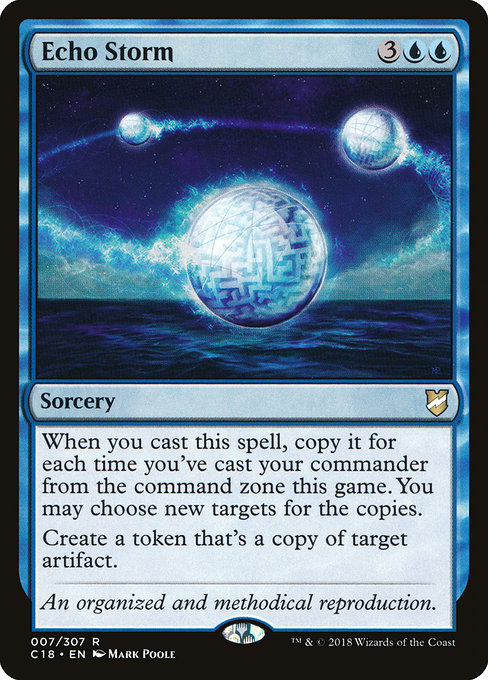 Echo Storm 3
Sorcery
When you cast this spell, copy it for
each time you've cast your commander
from the command zone this game. You
may choose new targets for the copies.
Create a token that's a copy of target
artifact.
An organized and methodical reproduction.
007/307 R
C18 • EN Mark Poole
™ & © 2018 Wizards of the Coast